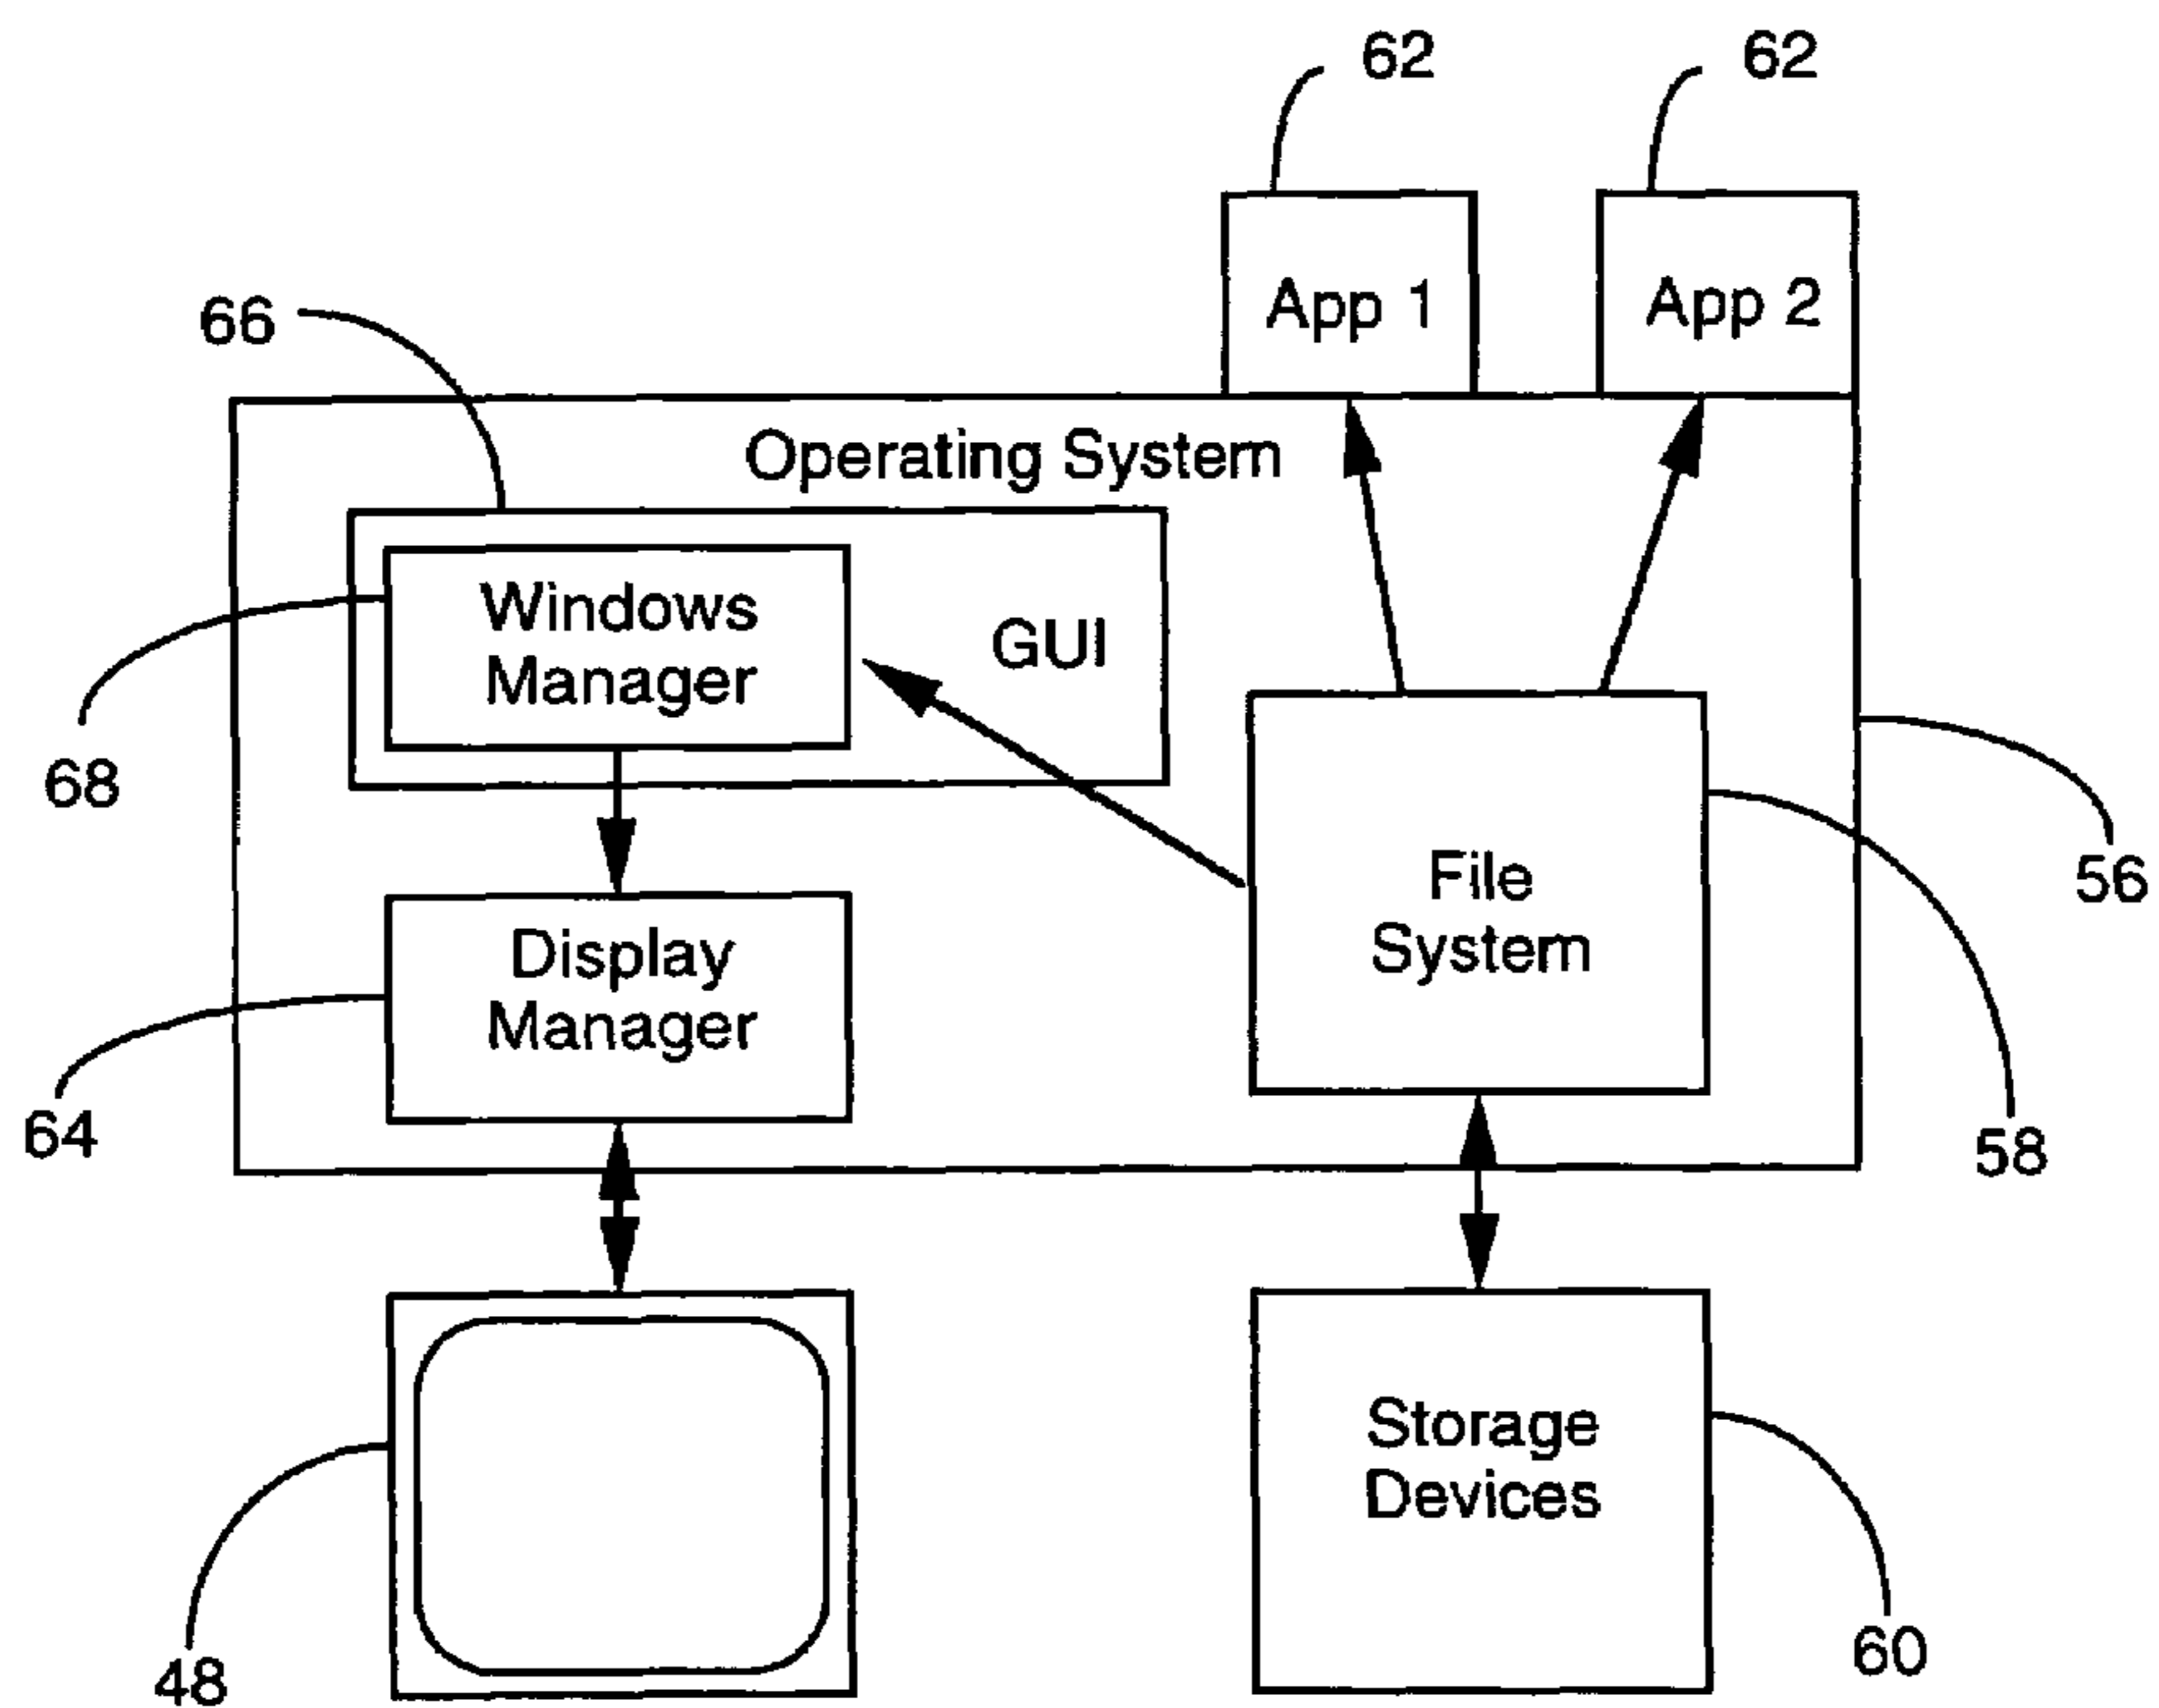 62
62
App 1
App 2
66
Operating System
Windows
Manager
GUI
68
File
System
56
Display
Manager
64
58
Storage
Devices
48
60